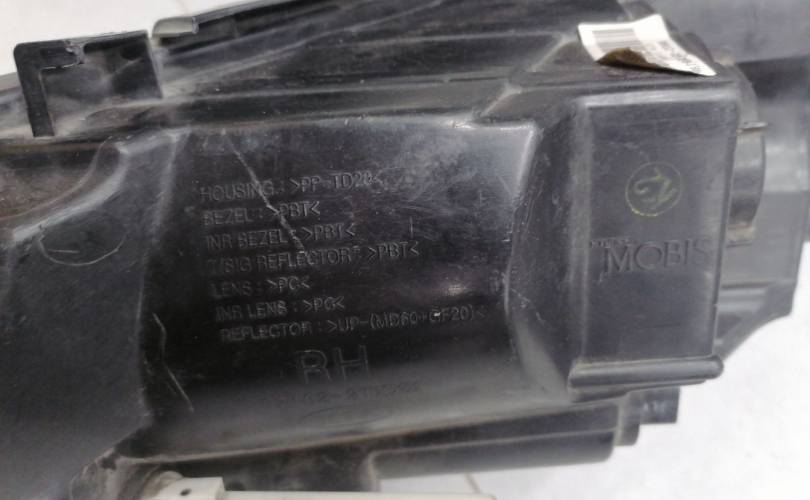 HOUSING : >PP-TD20<
BEZEL : >PBT<
INR BEZEL : >PBT<
T/SIG REFLECTOR : >PBT<
LENS : >PC<
INR LENS : >PC<
REFLECTOR : >UP-(MD60+GF20)<
RH
MOBIS